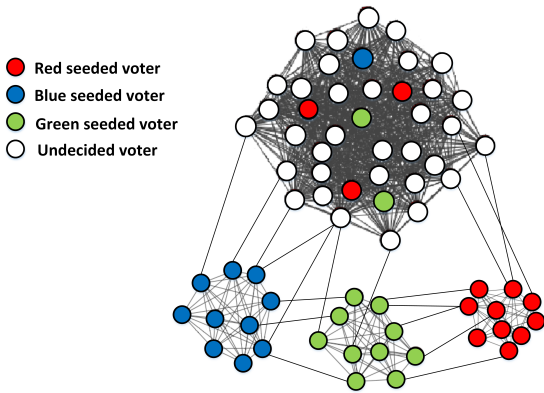 Red seeded voter
Blue seeded voter
Green seeded voter
Undecided voter